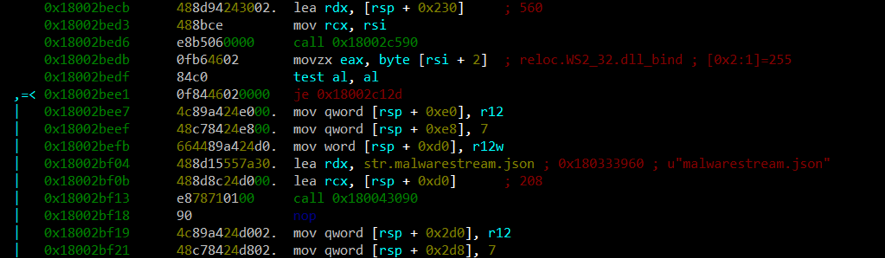 0x18002becb 488d94243002. lea rdx, [rsp + 0x230] ; 560
0x18002bed3 488bce mov rcx, rsi
0x18002bed6 e8b5060000 call 0x18002c590
0x18002bedb 0fb64602 movzx eax, byte [rsi + 2] ; reloc.WS2_32.dll_bind ; [0x2:1]=255
0x18002bedf 84c0 test al, al
,=< 0x18002bee1 0f8446020000 je 0x18002c12d
| 0x18002bee7 4c89a424e000. mov qword [rsp + 0xe0], r12
| 0x18002beef 48c78424e800. mov qword [rsp + 0xe8], 7
| 0x18002befb 664489a424d0. mov word [rsp + 0xd0], r12w
| 0x18002bf04 488d15557a30. lea rdx, str.malwarestream.json ; 0x180333960 ; u"malwarestream.json"
| 0x18002bf0b 488d8c24d000. lea rcx, [rsp + 0xd0] ; 208
| 0x18002bf13 e878710100 call 0x180043090
| 0x18002bf18 90 nop
| 0x18002bf19 4c89a424d002. mov qword [rsp + 0x2d0], r12
| 0x18002bf21 48c78424d802. mov qword [rsp + 0x2d8], 7